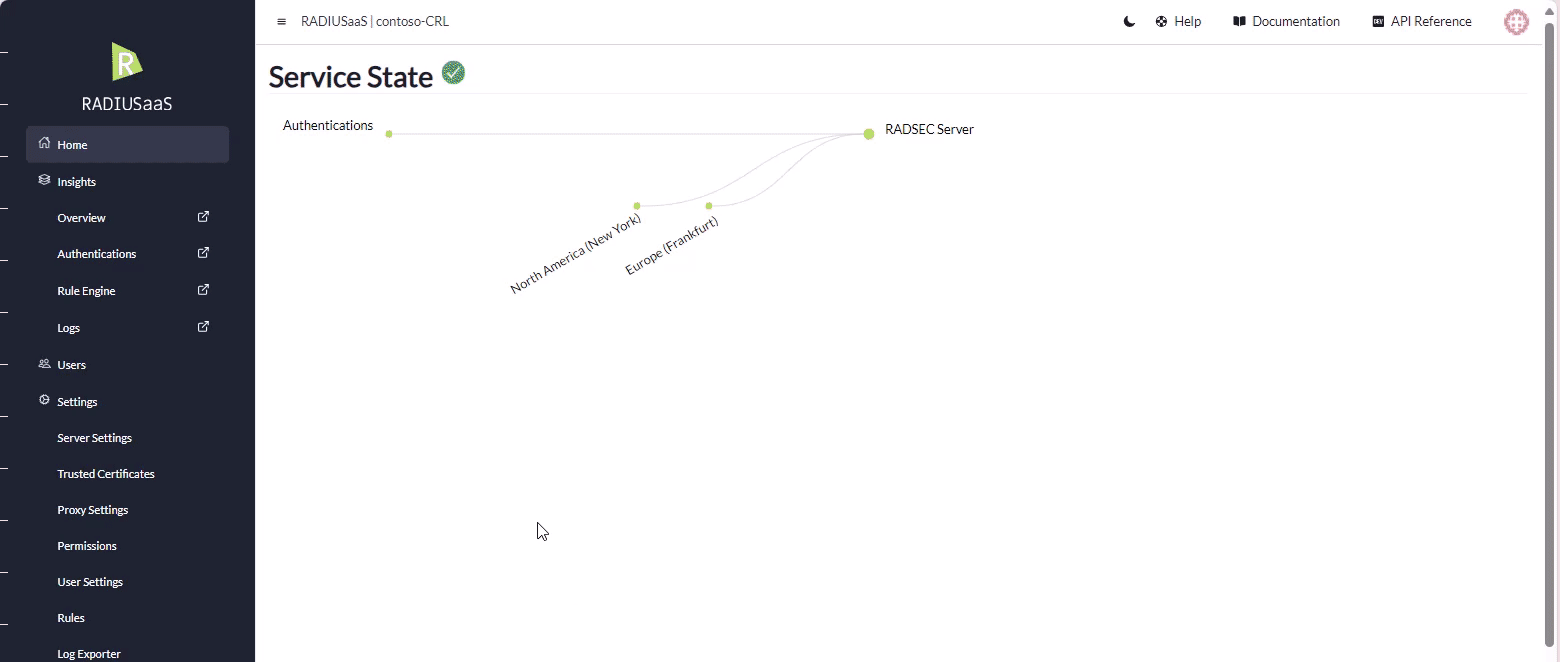 RADIUSaaS | contoso-CRL
Help
Documentation
DEV
API Reference
R
RADIUSaaS
Home
Insights
Overview
Authentications
Rule Engine
Logs
Users
Settings
Server Settings
Trusted Certificates
Proxy Settings
Permissions
User Settings
Rules
Log Exporter
Service State
Authentications
RADSEC Server
North America (New York)
Europe (Frankfurt)